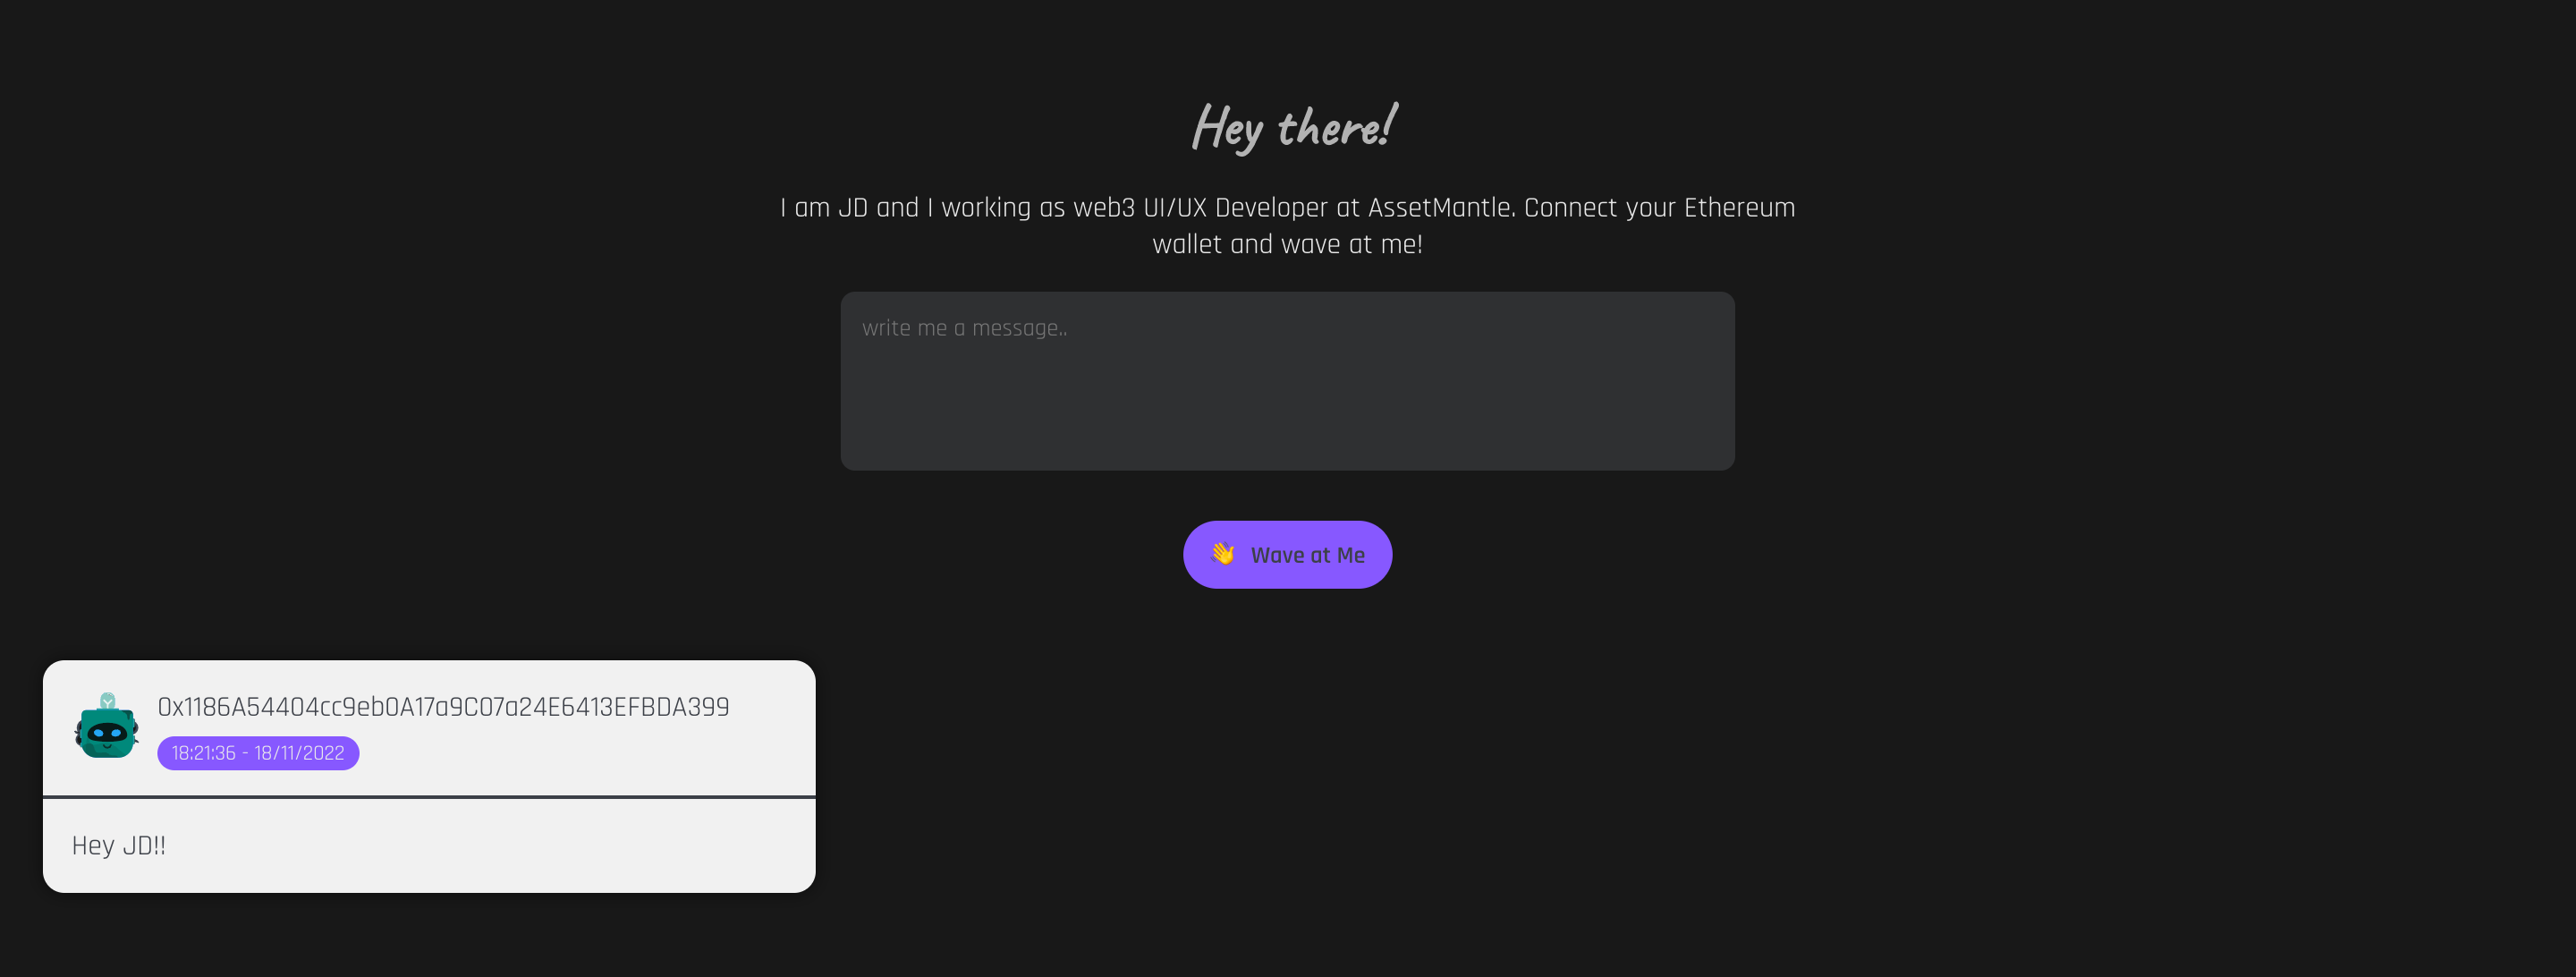 Hey there!
I am JD and I working as web3 UI/UX Developer at AssetMantle. Connect your Ethereum
wallet and wave at me!
write me a message..
👋 Wave at Me
0x1186A54404cc9eb0A17a9C07a24E6413EFBDA399
18:21:36 - 18/11/2022
Hey JD!!